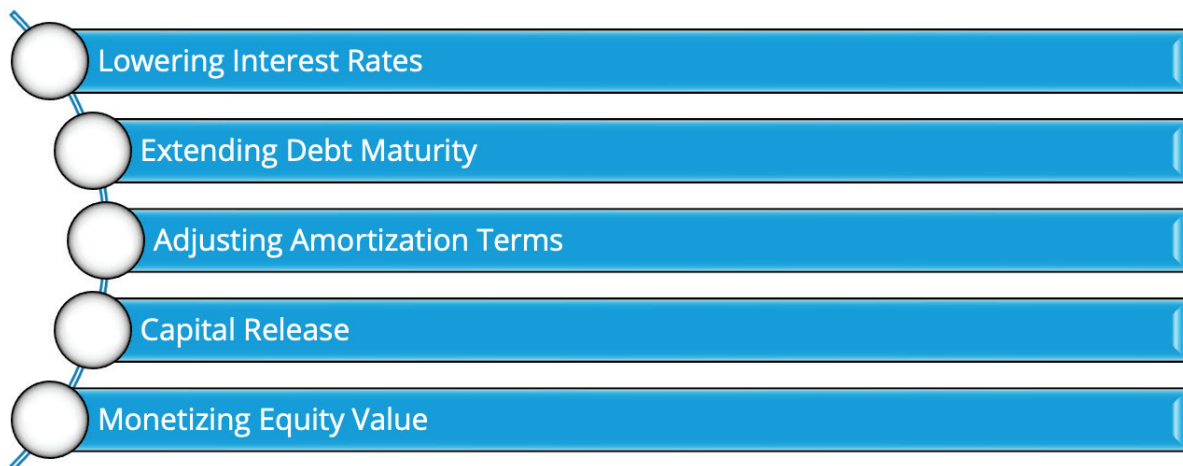 Lowering Interest Rates
Extending Debt Maturity
Adjusting Amortization Terms
Capital Release
Monetizing Equity Value